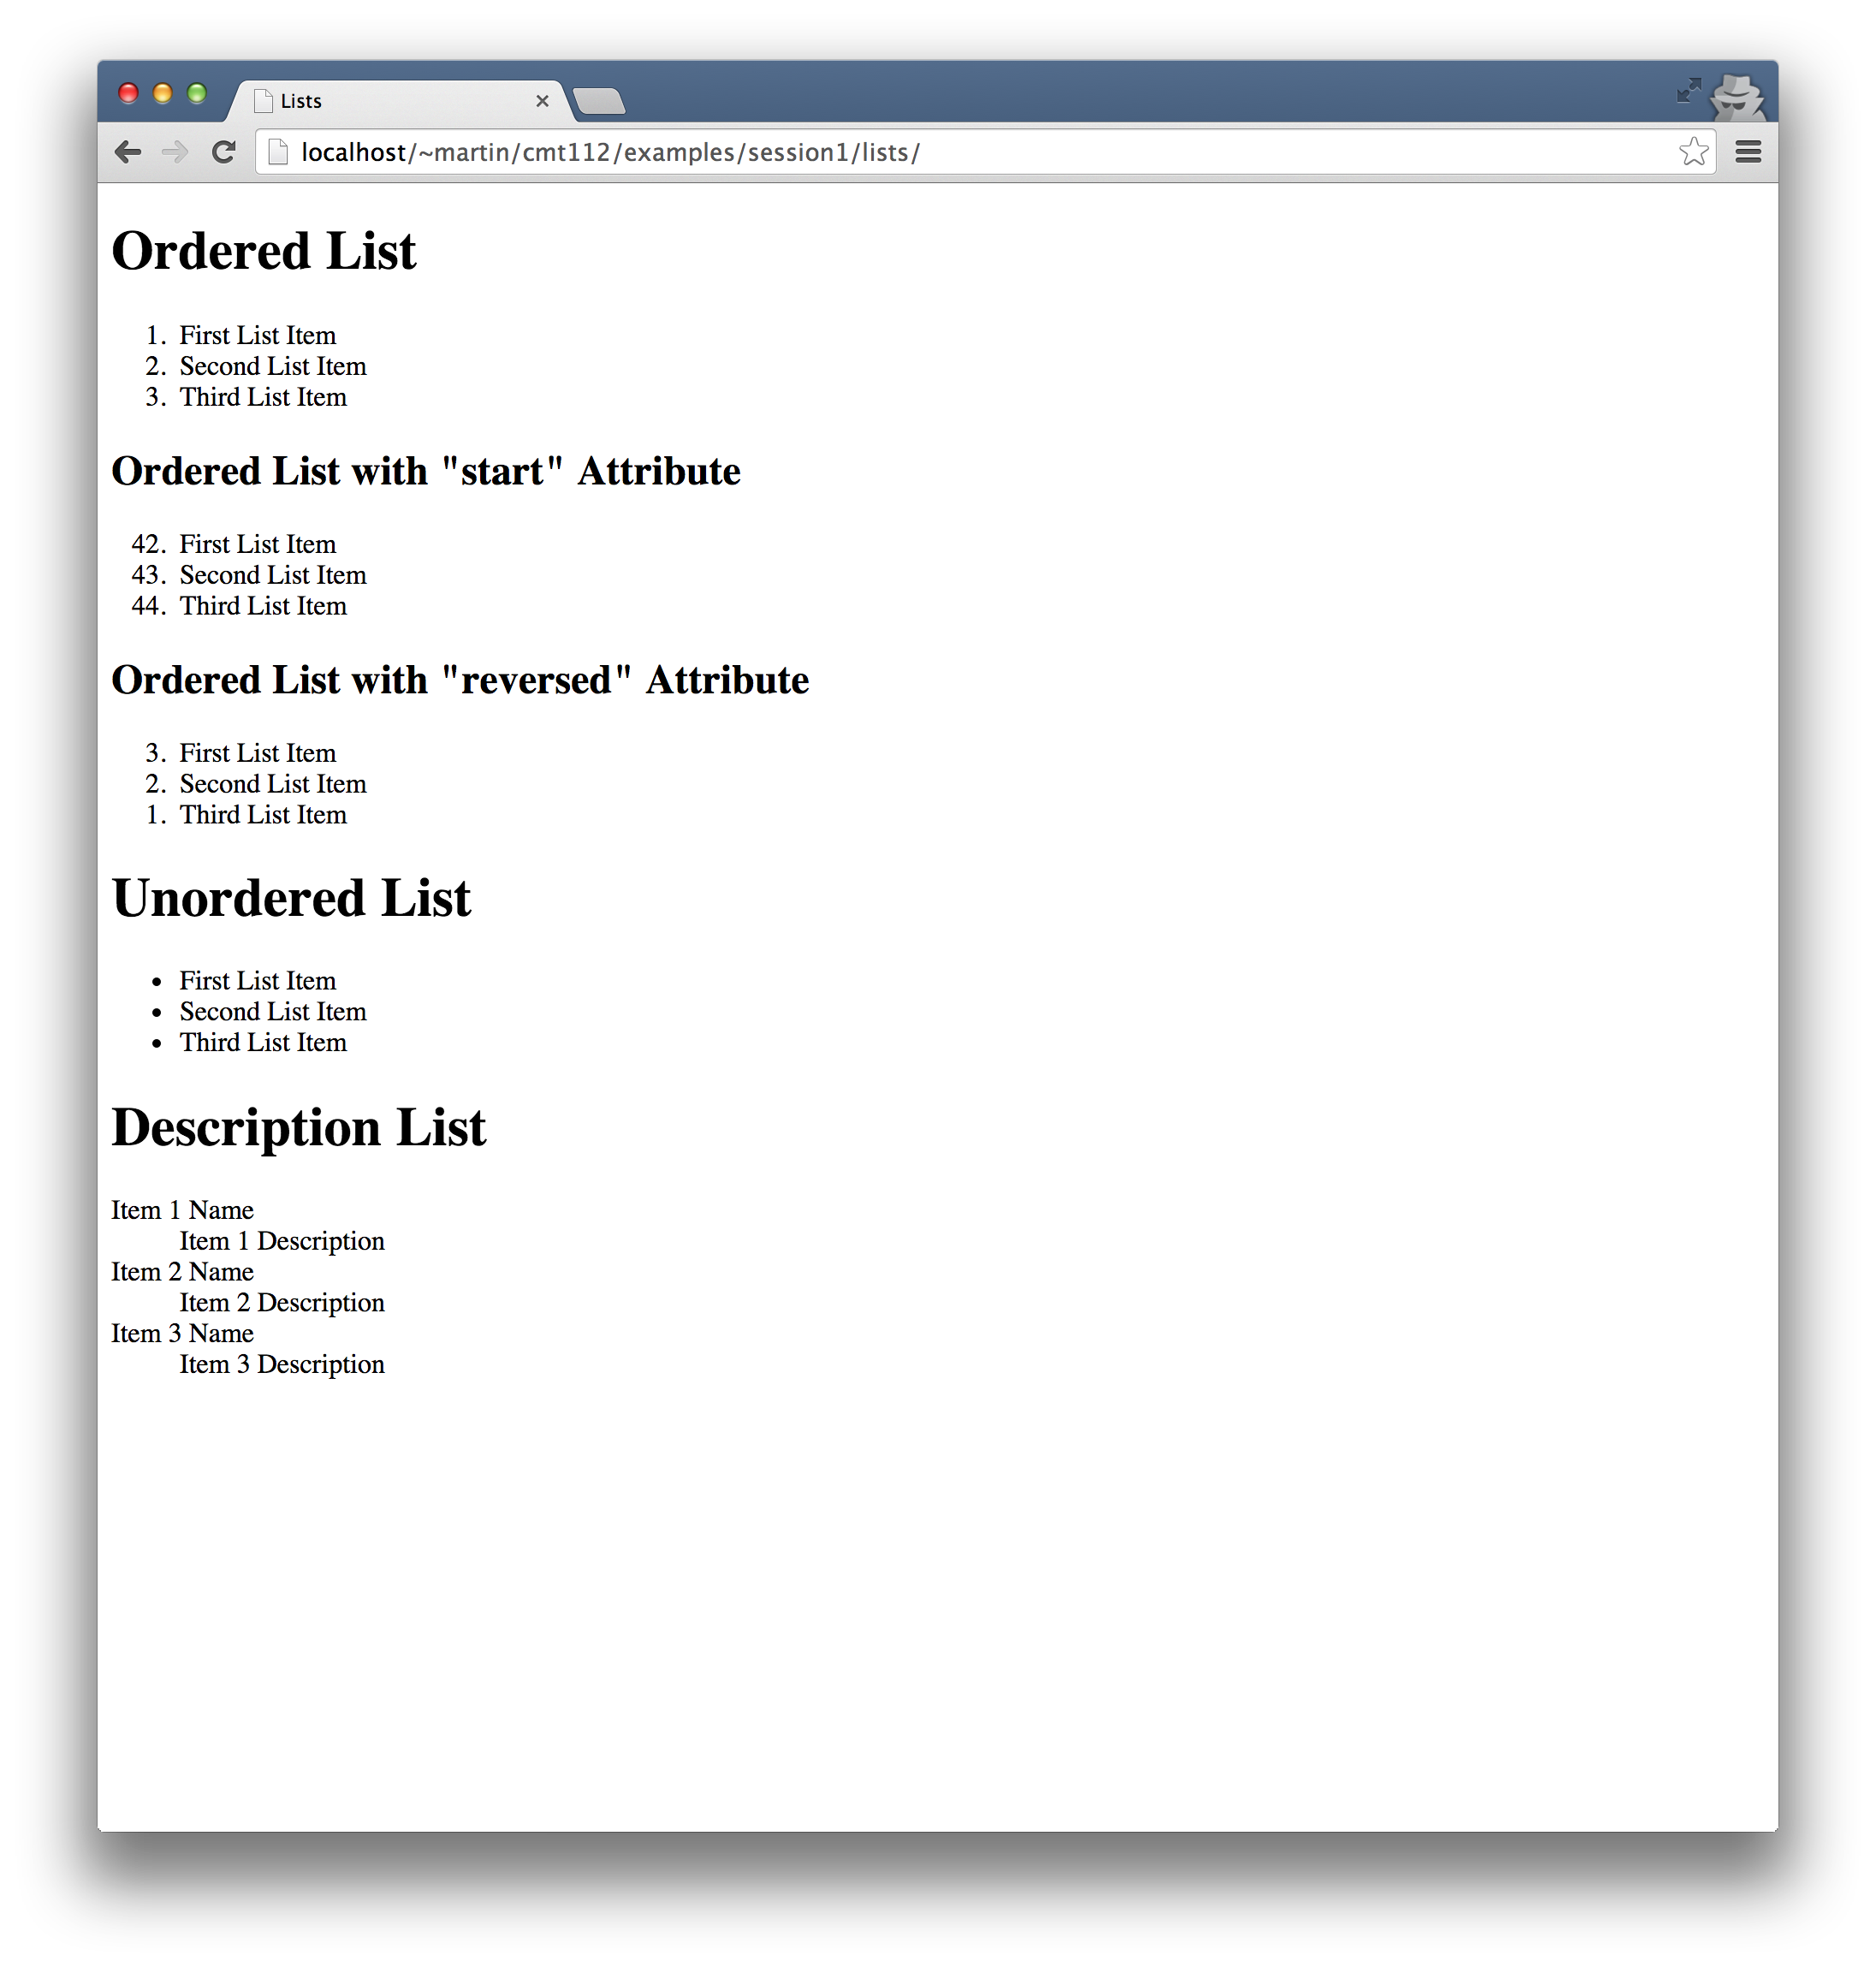 Lists
localhost/~martin/cmt112/examples/session1/lists/
Ordered List
1. First List Item
2. Second List Item
3. Third List Item
Ordered List with "start" Attribute
42. First List Item
43. Second List Item
44. Third List Item
Ordered List with "reversed" Attribute
3. First List Item
2. Second List Item
1. Third List Item
Unordered List
• First List Item
• Second List Item
• Third List Item
Description List
Item 1 Name
Item 1 Description
Item 2 Name
Item 2 Description
Item 3 Name
Item 3 Description